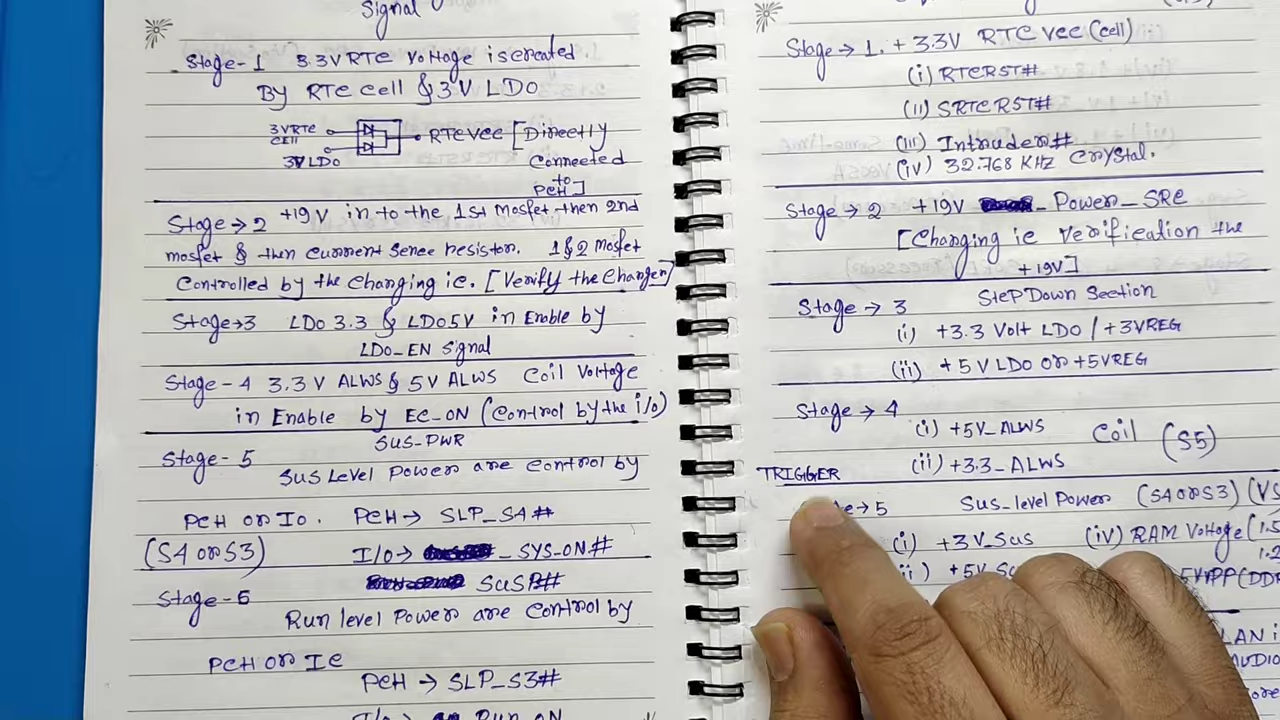 Signal
Stage-1 3.3V RTC Voltage is created.
By RTC cell & 3V LDO
3VRTC
CELL
3V LDO
RTCVCC [Directly
Connected
to
PCH]
Stage→2 +19V in to the 1st Mosfet then 2nd
mosfet & then current sense resistor. 1&2 Mosfet
Controlled by the charging ic. [Verify the Charger]
Stage→3 LDO 3.3 & LDO5V in Enable by
LDO_EN Signal
Stage-4 3.3V ALWS & 5V ALWS Coil Voltage
in Enable by EC_ON (Control by the i/o)
SUS-PWR
Stage-5
SUS Level Power are control by
PCH or Io. PCH→ SLP_S4#
(S4 or S3) I/O→ _SYS-ON#
SUSP#
Stage-6
Run level Power are control by
PCH or IC
PCH → SLP_S3#
Stage→ 1. + 3.3V RTC VCC (cell)
(i) RTCRST#
(ii) SRTCRST#
(iii) Intruder#
(iv) 32.768 KHz Crystal.
Stage→2 +19V _Power_SRC
[Charging ic Verification the
+19V]
Stage→ 3 Step Down Section
(i) +3.3 Volt LDO / +3VREG
(ii) +5V LDO or +5VREG
Stage→ 4
(i) +5V_ALWS Coil (S5)
(ii) +3.3_ALWS
TRIGGER
→5 Sus_level Power (S4 or S3)
(i) +3V_Sus (iv) RAM Voltage
ii) +5V